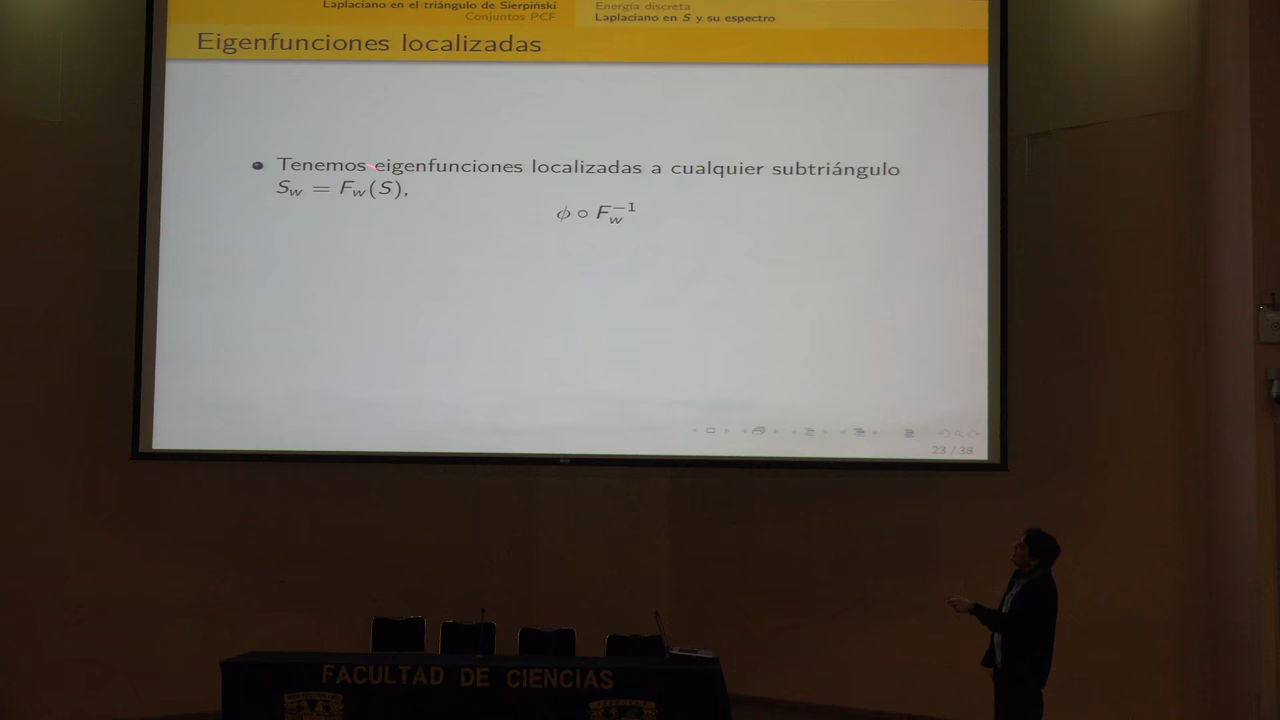 Laplaciano en el triángulo de Sierpiński
Conjuntos PCF
Energía discreta
Laplaciano en S y su espectro
Eigenfunciones localizadas
Tenemos eigenfunciones localizadas a cualquier subtriángulo
S_w = F_w(S),
ϕ ∘ F_w^{-1}
23 / 38
FACULTAD DE CIENCIAS